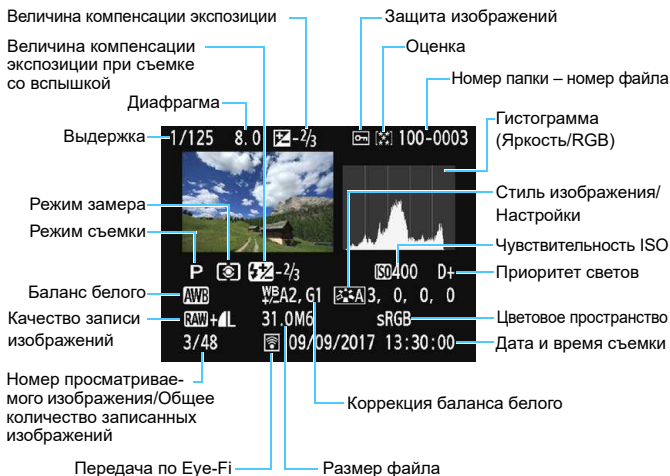 Величина компенсации экспозиции
Защита изображений
Величина компенсации
экспозиции при съемке
со вспышкой
Оценка
Номер папки – номер файла
Диафрагма
Выдержка
1/125 8.0 -2/3 100-0003
Гистограмма
(Яркость/RGB)
Режим замера
Режим съемки
Стиль изображения/
Настройки
Чувствительность ISO
P -2/3 ISO400 D+
Приоритет светов
Баланс белого
AWB WB A2, G1 A 3, 0, 0, 0
Качество записи
изображений
RAW+L 31.0M6 sRGB
Цветовое пространство
3/48 09/09/2017 13:30:00
Дата и время съемки
Номер просматривае-
мого изображения/Общее
количество записанных
изображений
Коррекция баланса белого
Передача по Eye-Fi
Размер файла